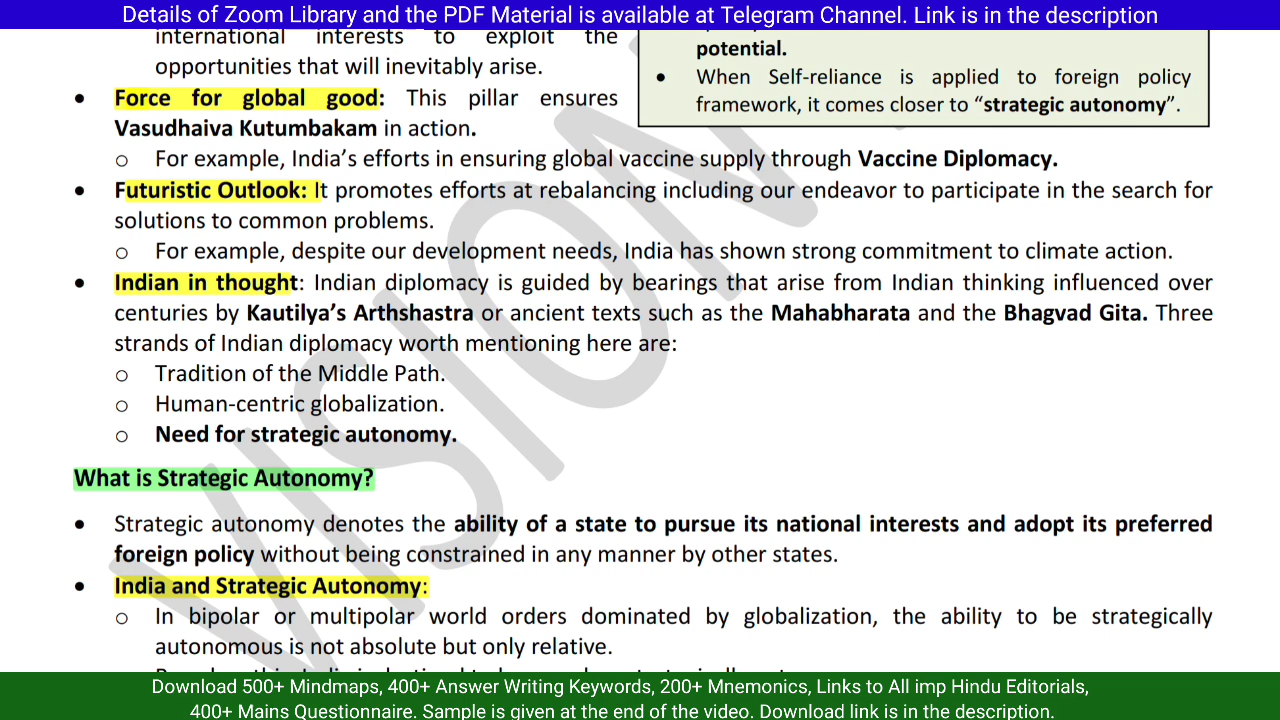 Details of Zoom Library and the PDF Material is available at Telegram Channel. Link is in the description
international interests to exploit the
opportunities that will inevitably arise.
• Force for global good: This pillar ensures
Vasudhaiva Kutumbakam in action.
potential.
• When Self-reliance is applied to foreign policy
framework, it comes closer to “strategic autonomy”.
o For example, India’s efforts in ensuring global vaccine supply through Vaccine Diplomacy.
• Futuristic Outlook: It promotes efforts at rebalancing including our endeavor to participate in the search for
solutions to common problems.
o For example, despite our development needs, India has shown strong commitment to climate action.
• Indian in thought: Indian diplomacy is guided by bearings that arise from Indian thinking influenced over
centuries by Kautilya’s Arthshastra or ancient texts such as the Mahabharata and the Bhagvad Gita. Three
strands of Indian diplomacy worth mentioning here are:
o Tradition of the Middle Path.
o Human-centric globalization.
o Need for strategic autonomy.
What is Strategic Autonomy?
• Strategic autonomy denotes the ability of a state to pursue its national interests and adopt its preferred
foreign policy without being constrained in any manner by other states.
• India and Strategic Autonomy:
o In bipolar or multipolar world orders dominated by globalization, the ability to be strategically
autonomous is not absolute but only relative.
VISION
Download 500+ Mindmaps, 400+ Answer Writing Keywords, 200+ Mnemonics, Links to All imp Hindu Editorials,
400+ Mains Questionnaire. Sample is given at the end of the video. Download link is in the description.